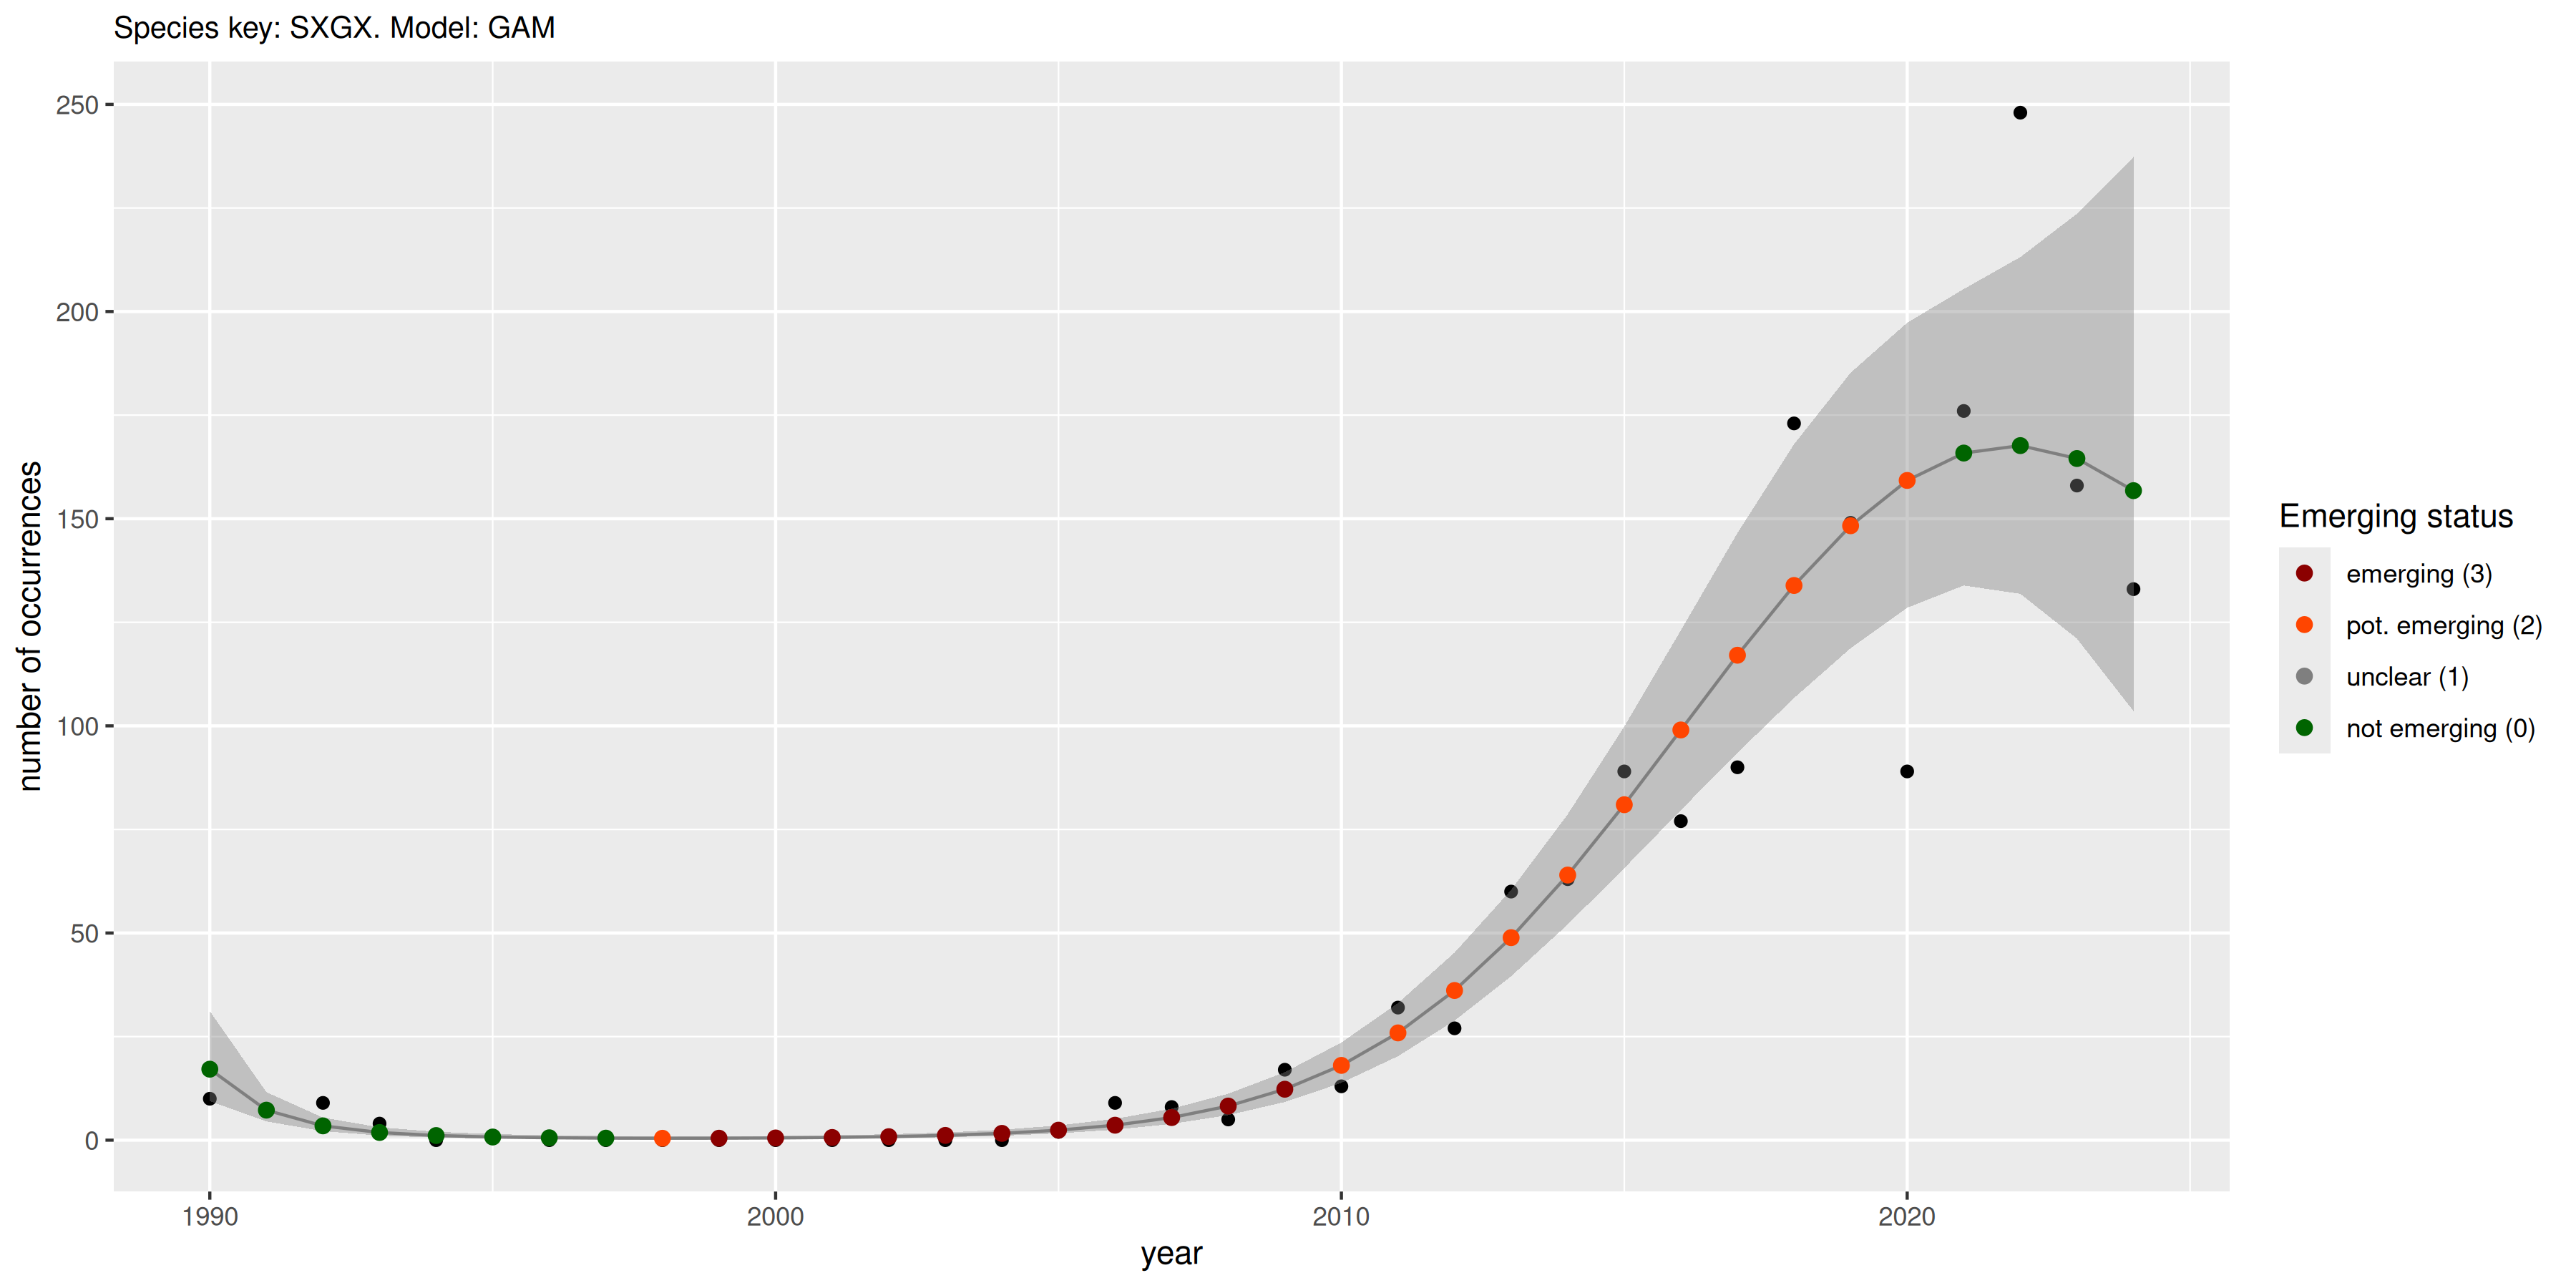 Species key: SXGX. Model: GAM
250
200
150
100
50
0
number of occurrences
1990
2000
2010
2020
year
Emerging status
emerging (3)
pot. emerging (2)
unclear (1)
not emerging (0)